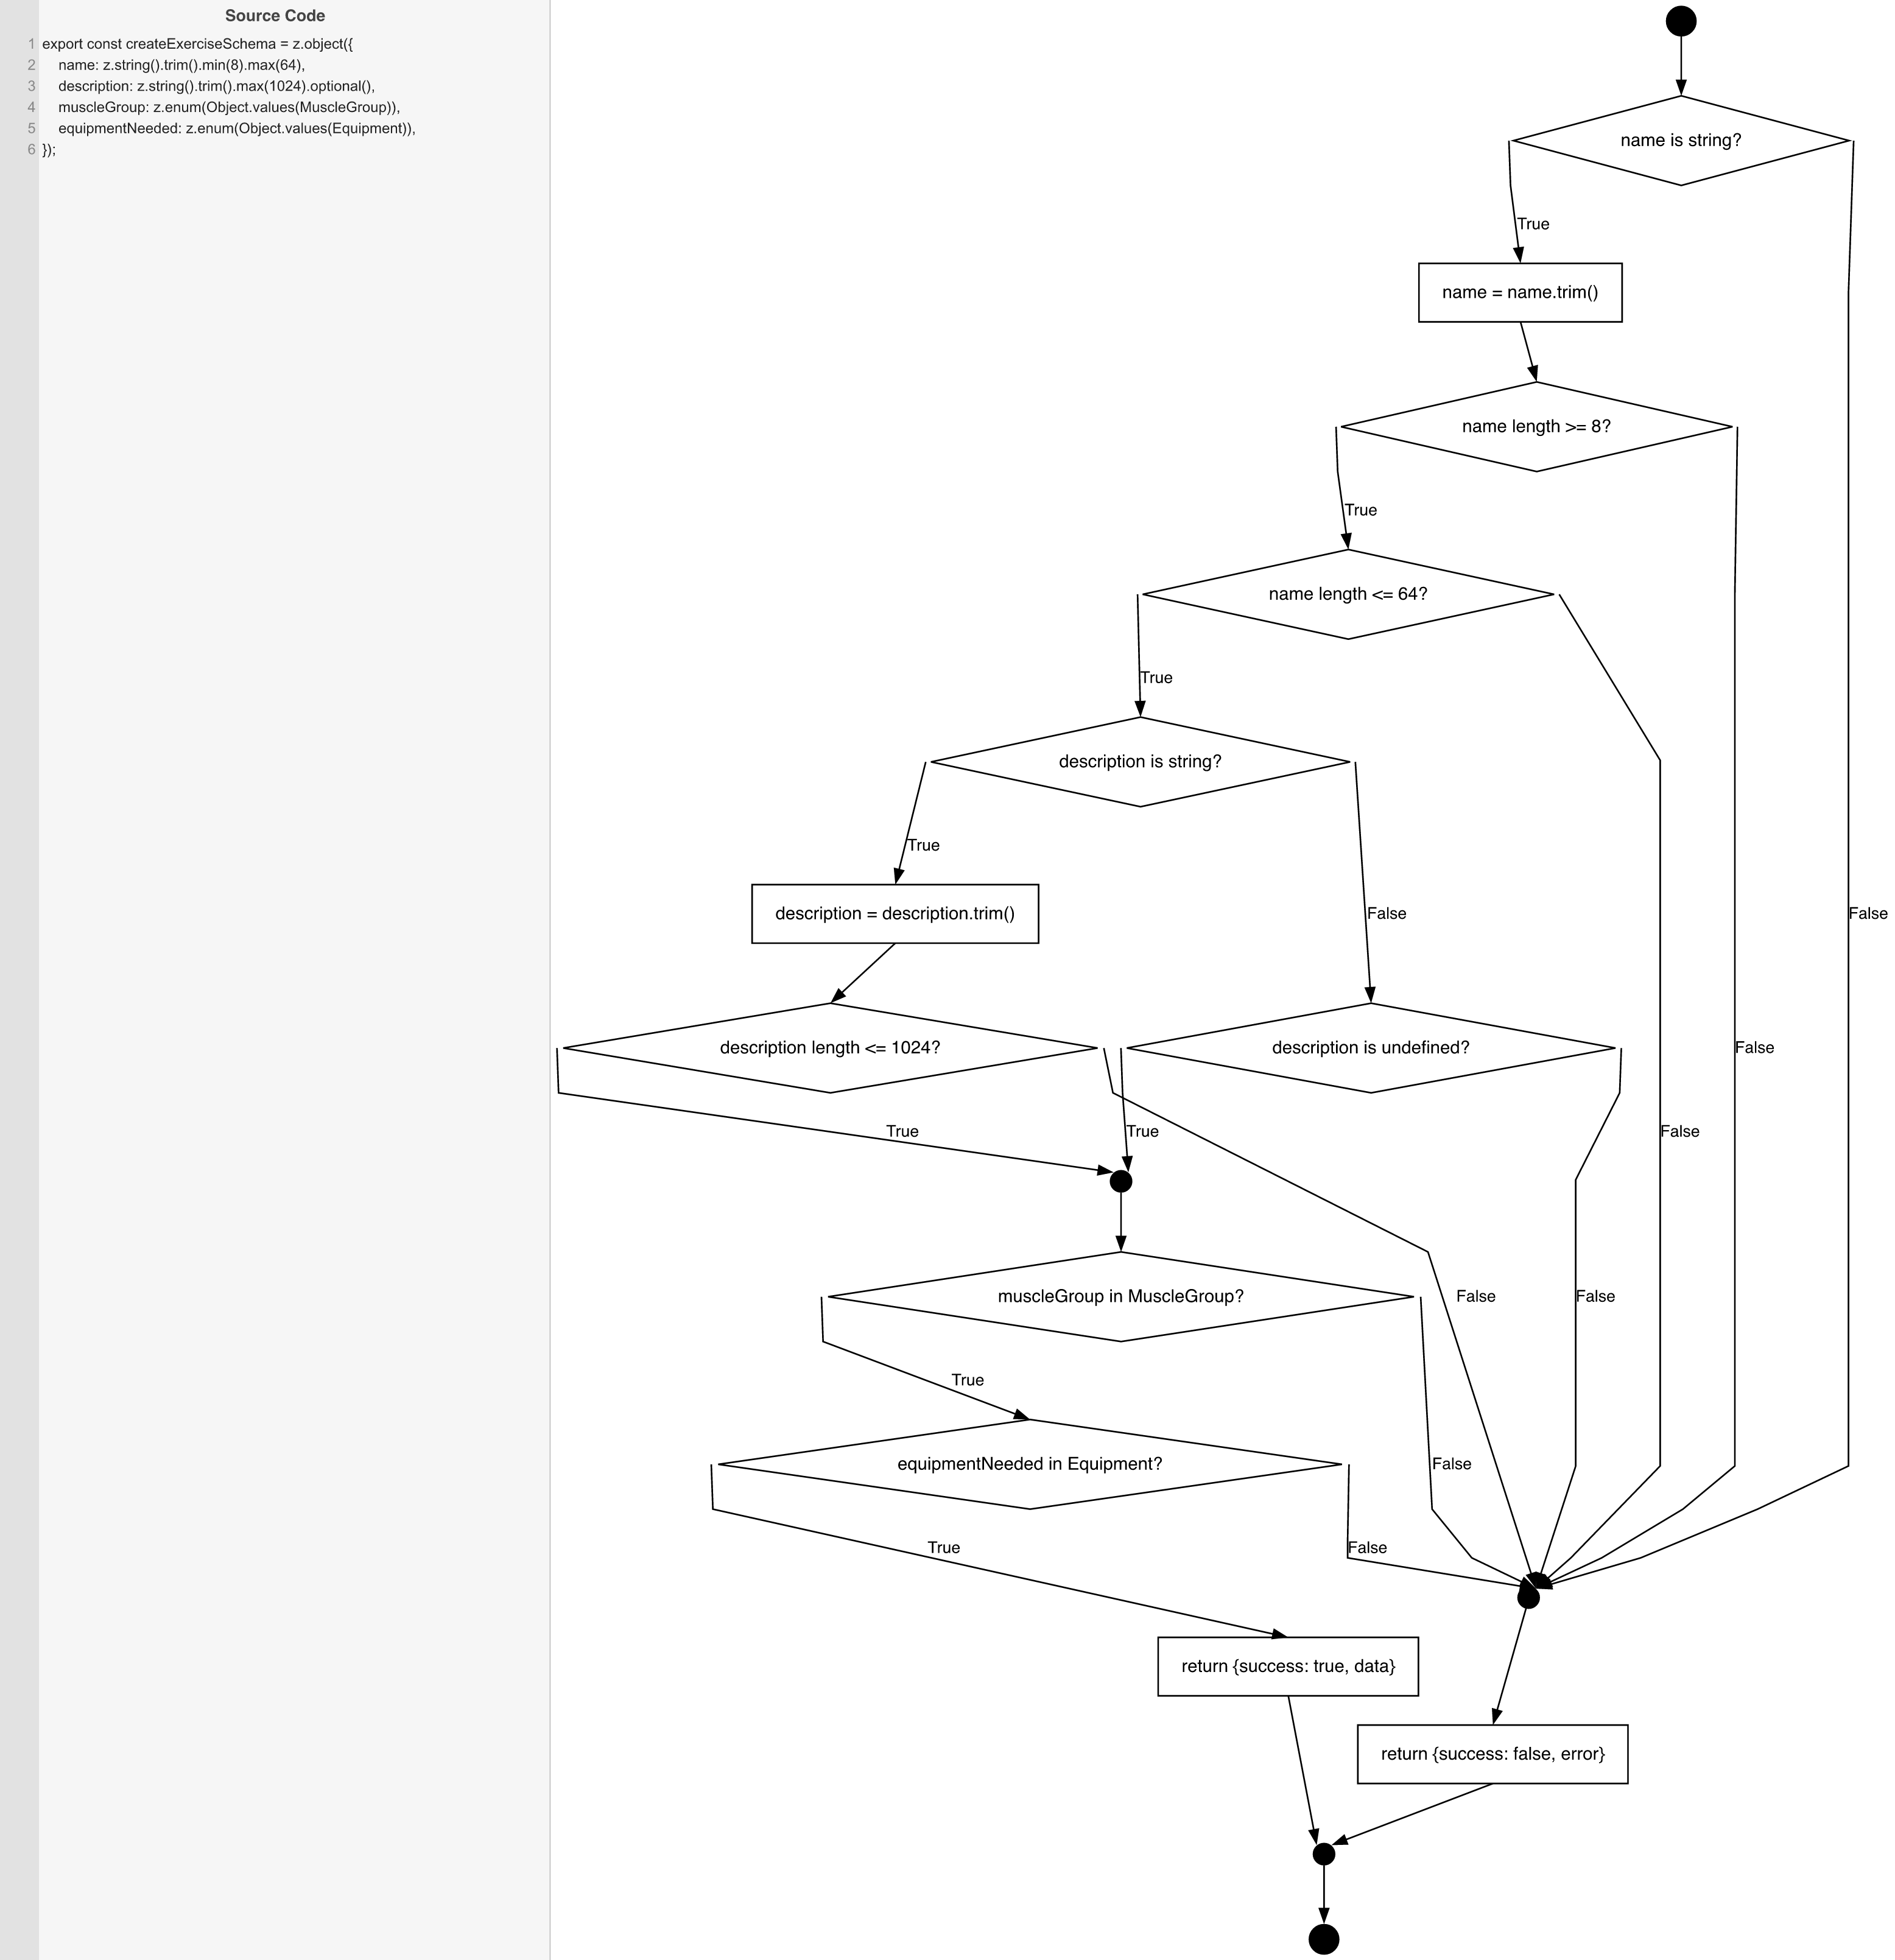 Source Code
1 export const createExerciseSchema = z.object({
2 name: z.string().trim().min(8).max(64),
3 description: z.string().trim().max(1024).optional(),
4 muscleGroup: z.enum(Object.values(MuscleGroup)),
5 equipmentNeeded: z.enum(Object.values(Equipment)),
6 });
name is string?
True
name = name.trim()
name length >= 8?
True
name length <= 64?
True
description is string?
True
description = description.trim()
False
False
description length <= 1024?
description is undefined?
False
True
True
False
muscleGroup in MuscleGroup?
False
False
True
equipmentNeeded in Equipment?
False
True
False
return {success: true, data}
return {success: false, error}